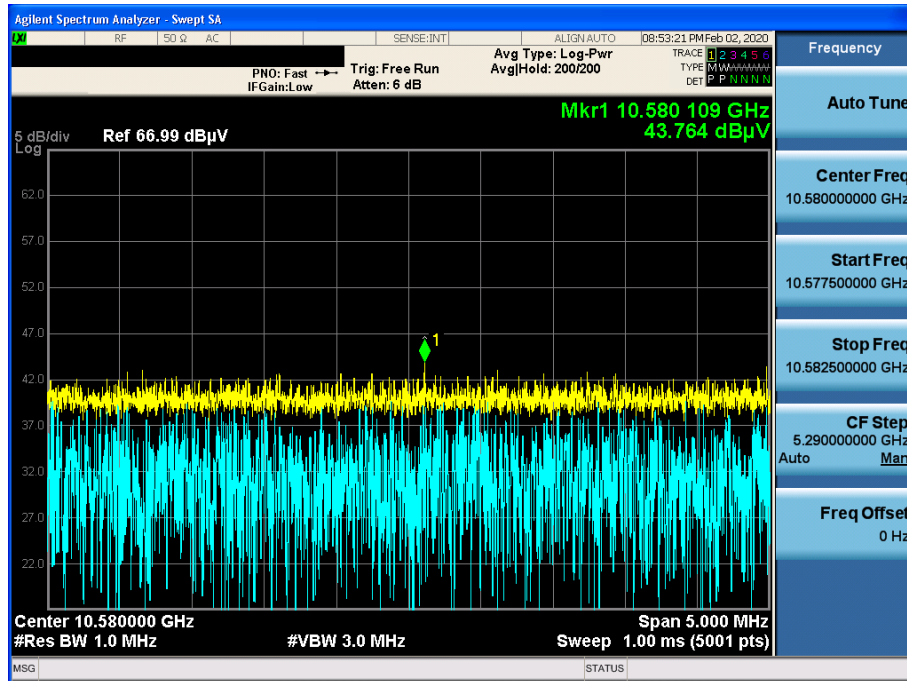 Agilent Spectrum Analyzer - Swept SA
LXI RF 50 Ω AC SENSE:INT ALIGN AUTO 08:53:21 PM Feb 02, 2020
Frequency
PNO: Fast
IFGain:Low
Trig: Free Run
Atten: 6 dB
Avg Type: Log-Pwr
Avg|Hold: 200/200
TRACE 1 2 3 4 5 6
TYPE M W W W W W
DET P P N N N N
Auto Tune
Mkr1 10.580 109 GHz
43.764 dBµV
5 dB/div
Log
Ref 66.99 dBµV
62.0
57.0
52.0
47.0
42.0
37.0
32.0
27.0
22.0
1
Center Freq
10.580000000 GHz
Start Freq
10.577500000 GHz
Stop Freq
10.582500000 GHz
CF Step
5.290000000 GHz
Auto Man
Freq Offset
0 Hz
Center 10.580000 GHz
Span 5.000 MHz
#Res BW 1.0 MHz
#VBW 3.0 MHz
Sweep 1.00 ms (5001 pts)
MSG
STATUS